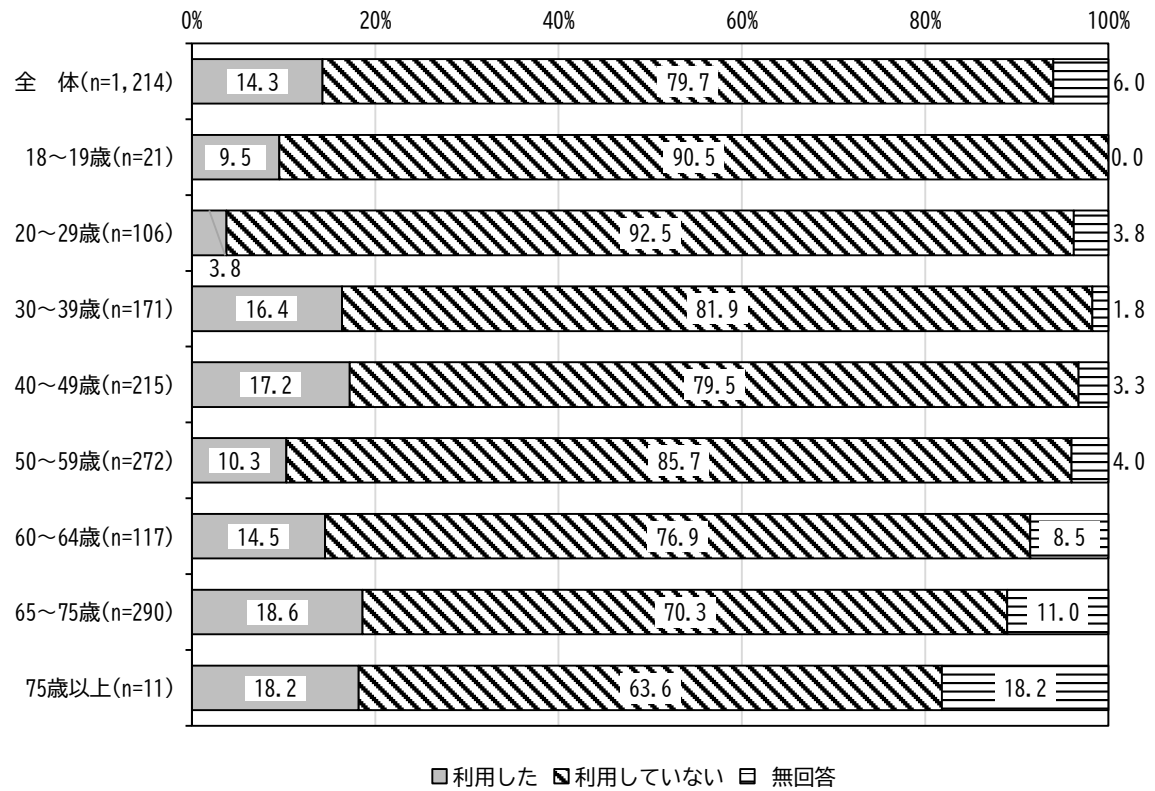 0% 20% 40% 60% 80% 100%
全 体(n=1,214) 14.3 79.7 6.0
18～19歳(n=21) 9.5 90.5 0.0
20～29歳(n=106) 92.5 3.8
3.8
30～39歳(n=171) 16.4 81.9 1.8
40～49歳(n=215) 17.2 79.5 3.3
50～59歳(n=272) 10.3 85.7 4.0
60～64歳(n=117) 14.5 76.9 8.5
65～75歳(n=290) 18.6 70.3 11.0
75歳以上(n=11) 18.2 63.6 18.2
利用した 利用していない 無回答